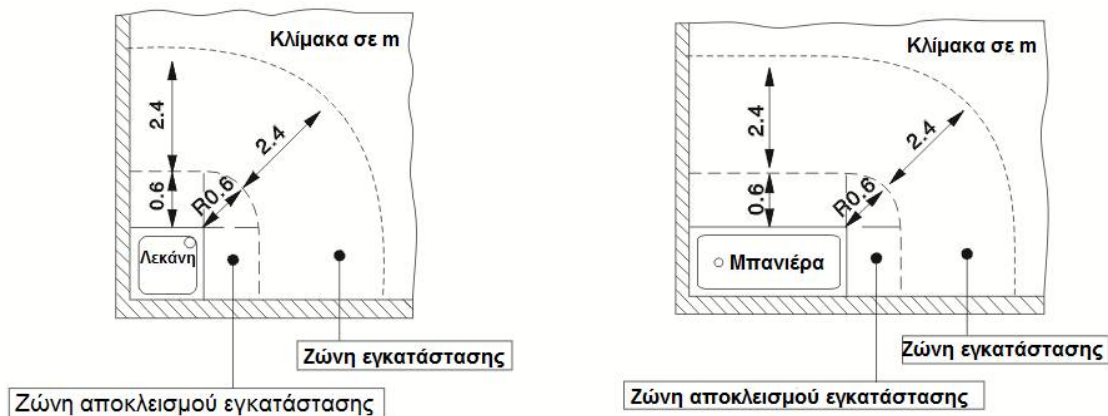 Κλίμακα σε m
2.4
2.4
0.6
R0.6
Λεκάνη
Ζώνη εγκατάστασης
Ζώνη αποκλεισμού εγκατάστασης
Κλίμακα σε m
2.4
2.4
0.6
R0.6
Μπανιέρα
Ζώνη εγκατάστασης
Ζώνη αποκλεισμού εγκατάστασης